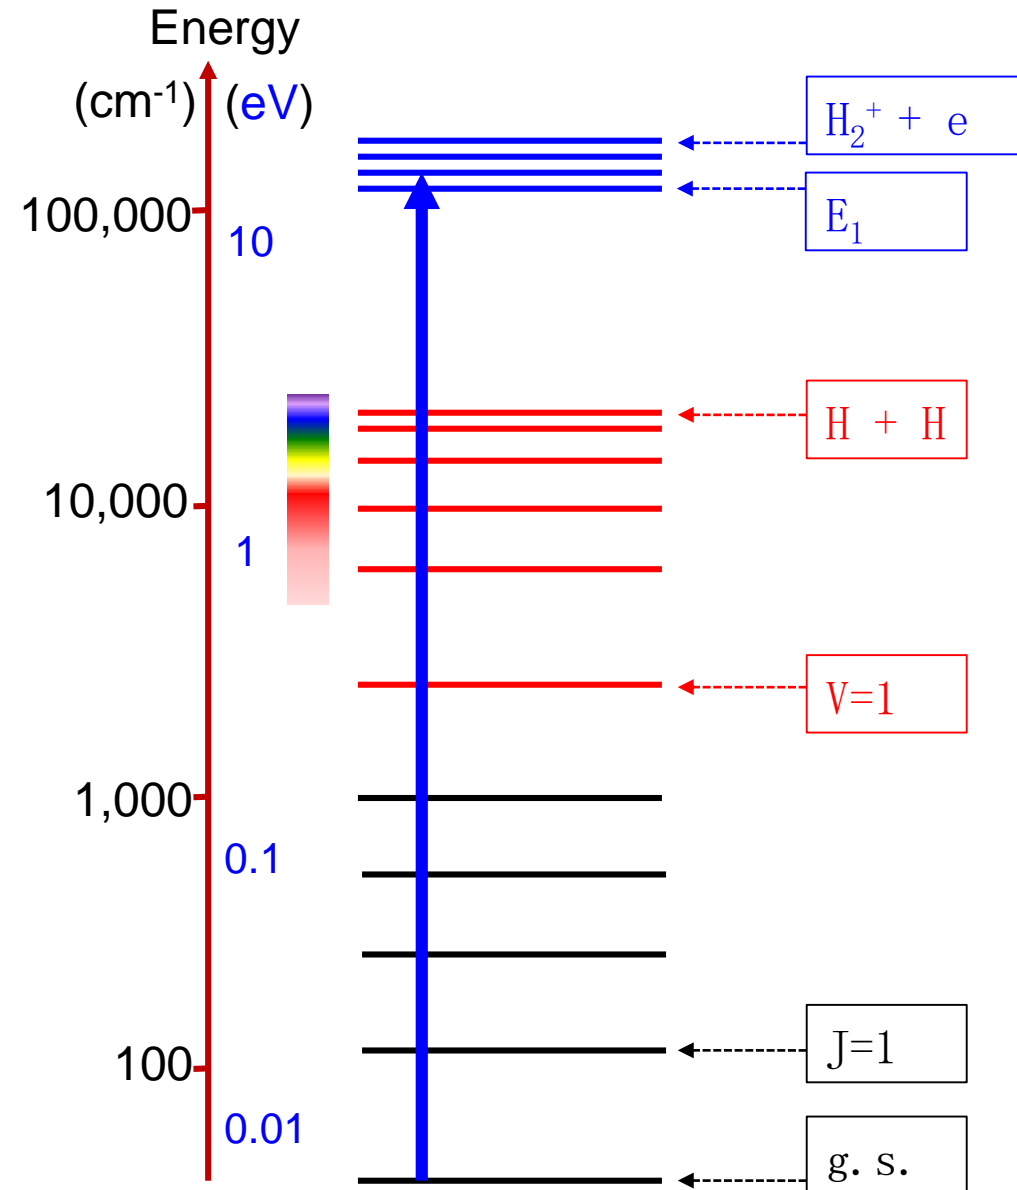 Energy
(cm⁻¹) (eV)
H₂⁺ + e
E₁
100,000
10
H + H
10,000
1
V=1
1,000
0.1
J=1
100
0.01
g.s.